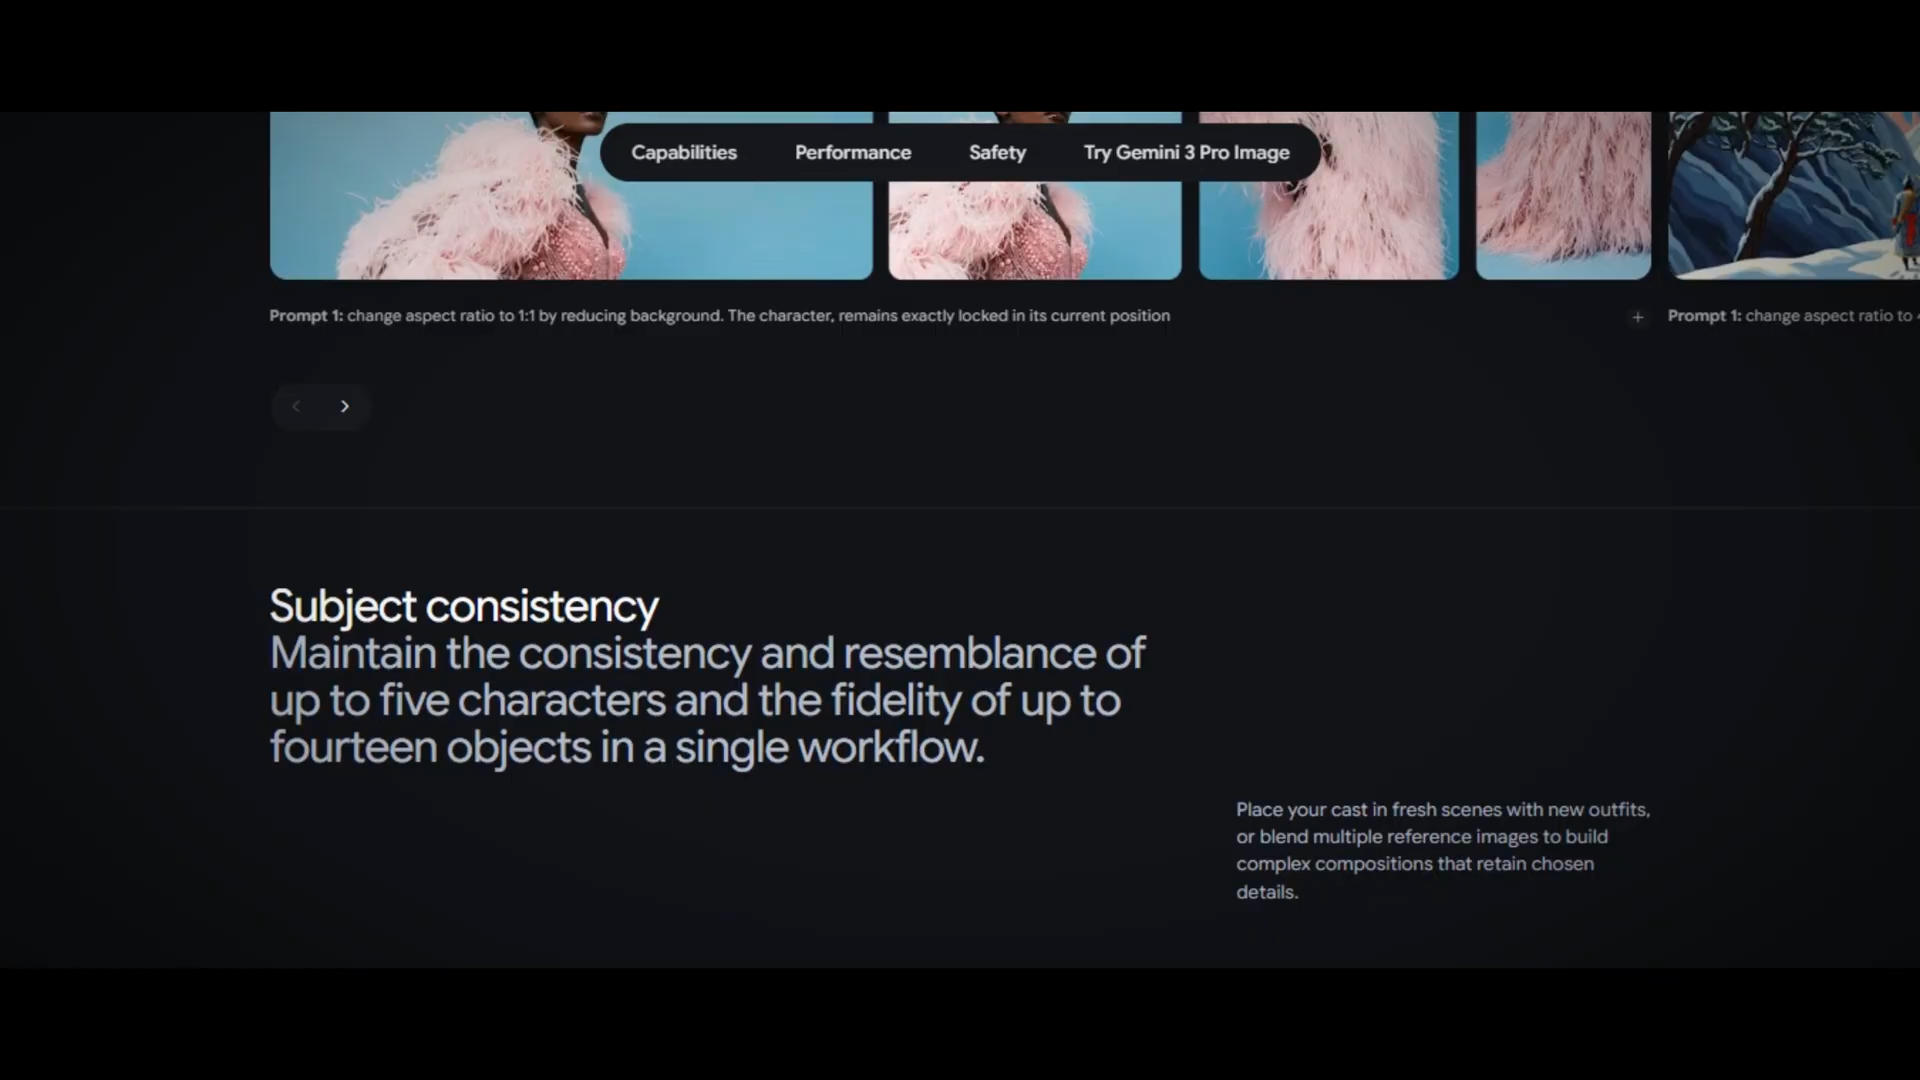 Capabilities Performance Safety Try Gemini 3 Pro Image
Prompt 1: change aspect ratio to 1:1 by reducing background. The character, remains exactly locked in its current position
Prompt 1: change aspect ratio to
Subject consistency
Maintain the consistency and resemblance of
up to five characters and the fidelity of up to
fourteen objects in a single workflow.
Place your cast in fresh scenes with new outfits,
or blend multiple reference images to build
complex compositions that retain chosen
details.